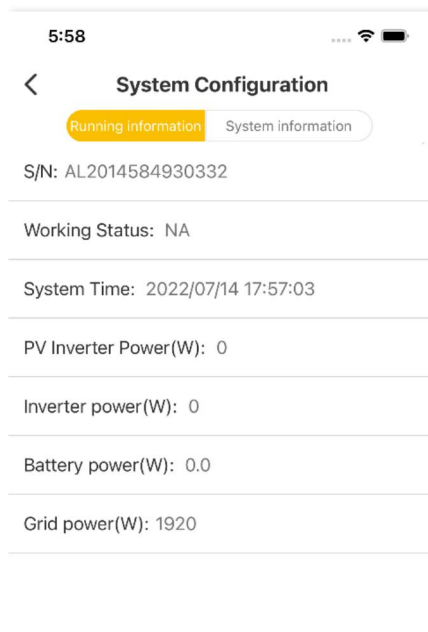 5:58
System Configuration
Running information System information
S/N: AL2014584930332
Working Status: NA
System Time: 2022/07/14 17:57:03
PV Inverter Power(W): 0
Inverter power(W): 0
Battery power(W): 0.0
Grid power(W): 1920